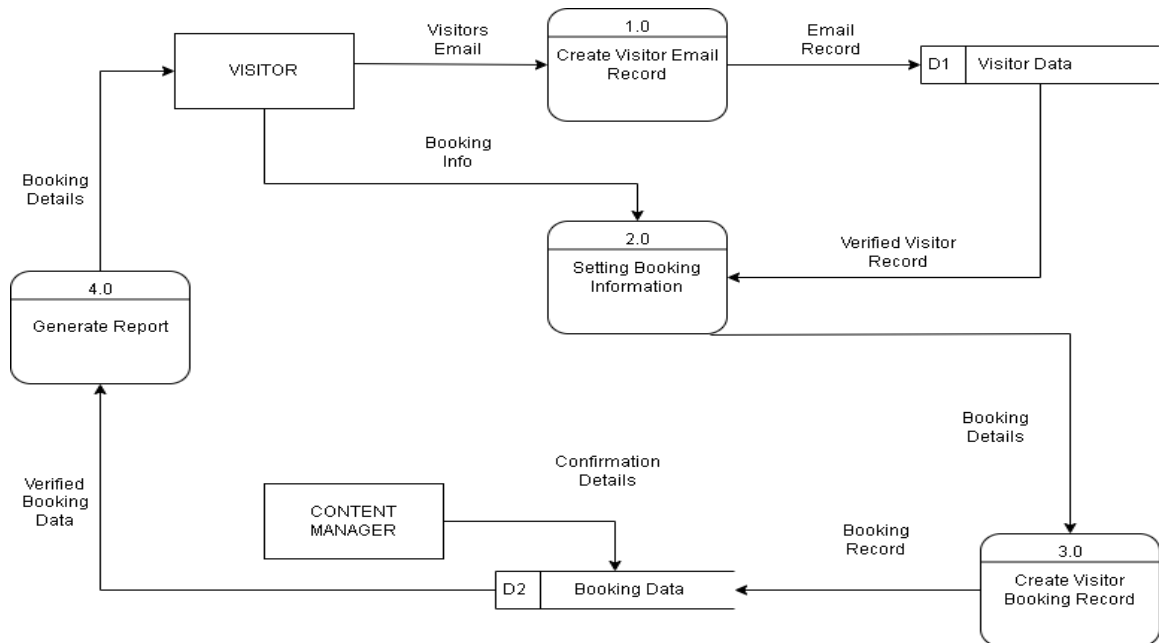 1.0
Visitors
Email
Create Visitor Email
Record
Email
Record
VISITOR
D1
Visitor Data
Booking
Info
Booking
Details
2.0
Setting Booking
Information
Verified Visitor
Record
4.0
Generate Report
Booking
Details
Confirmation
Details
Verified
Booking
Data
CONTENT
MANAGER
Booking
Record
3.0
Create Visitor
Booking Record
D2
Booking Data